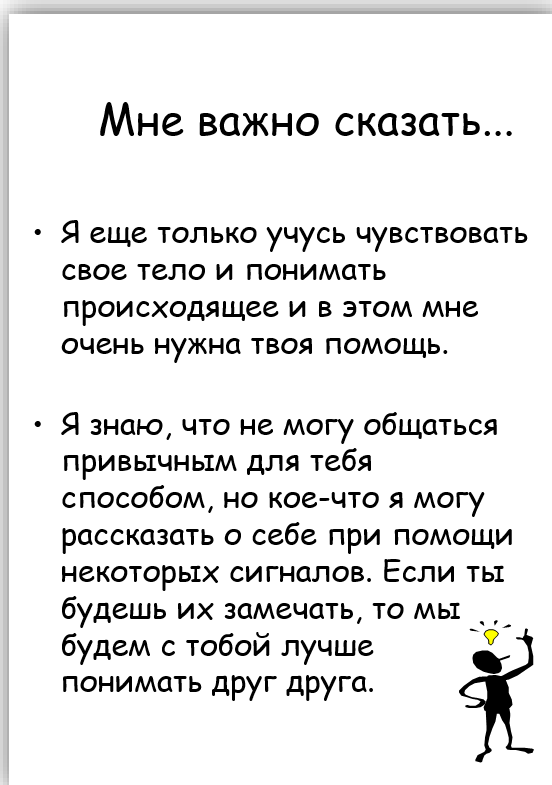 Мне важно сказать...
• Я еще только учусь чувствовать
свое тело и понимать
происходящее и в этом мне
очень нужна твоя помощь.
• Я знаю, что не могу общаться
привычным для тебя
способом, но кое-что я могу
рассказать о себе при помощи
некоторых сигналов. Если ты
будешь их замечать, то мы
будем с тобой лучше
понимать друг друга.